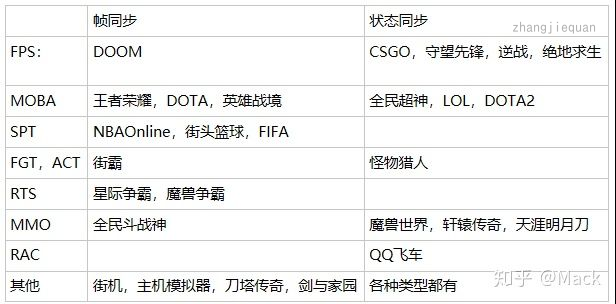 帧同步 状态同步
zhangjiequan
FPS： DOOM CSGO，守望先锋，逆战，绝地求生
MOBA 王者荣耀，DOTA，英雄战境 全民超神，LOL，DOTA2
SPT NBAOnline，街头篮球，FIFA
FGT，ACT 街霸 怪物猎人
RTS 星际争霸，魔兽争霸
MMO 全民斗战神 魔兽世界，轩辕传奇，天涯明月刀
RAC QQ飞车
其他 街机，主机模拟器，刀塔传奇，剑与家园 各种类型都有
知乎 @Mack